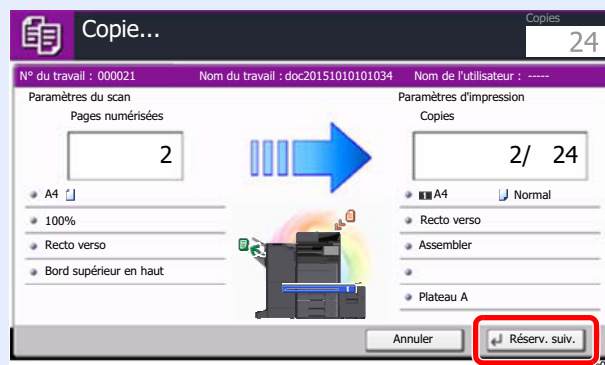 Copie...
Copies
24
N° du travail : 000021 Nom du travail : doc20151010101034 Nom de l'utilisateur : -----
Paramètres du scan
Pages numérisées
2
A4
100%
Recto verso
Bord supérieur en haut
Paramètres d'impression
Copies
2/ 24
1 A4 Normal
Recto verso
Assembler
Plateau A
Annuler
Réserv. suiv.